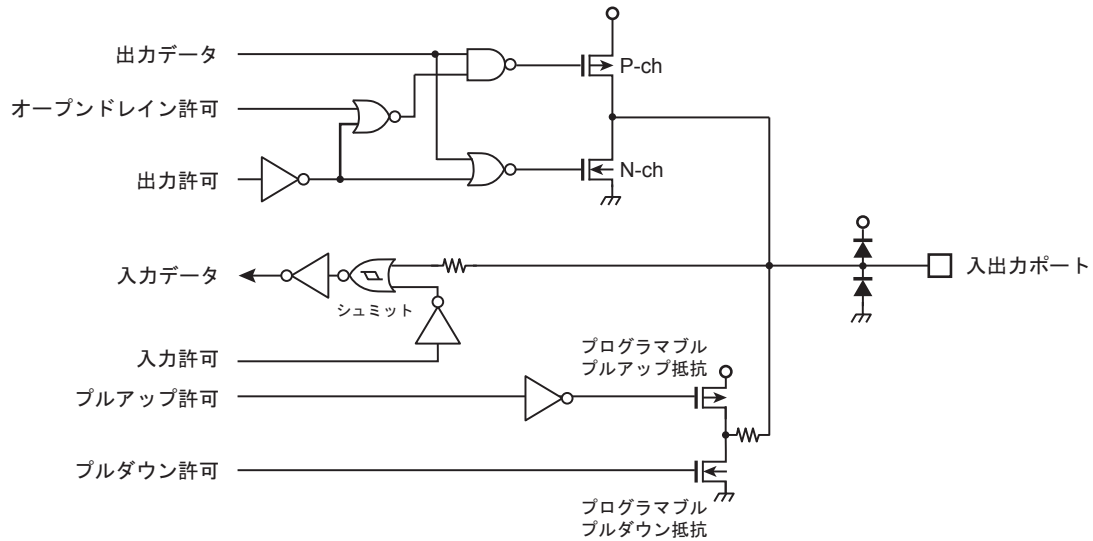 出力データ
P-ch
オープンドレイン許可
出力許可
N-ch
入力データ
シュミット
入出力ポート
入力許可
プログラマブル
プルアップ抵抗
プルアップ許可
プルダウン許可
プログラマブル
プルダウン抵抗